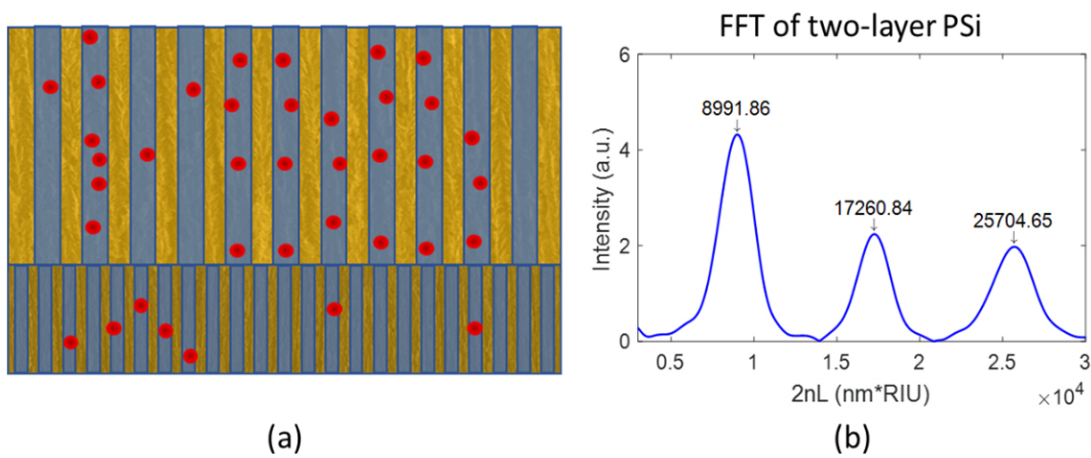 FFT of two-layer PSi
6
4
2
0
Intensity (a.u.)
8991.86
17260.84
25704.65
0.5 1 1.5 2 2.5 3
×10⁴
2nL (nm*RIU)
(a)
(b)